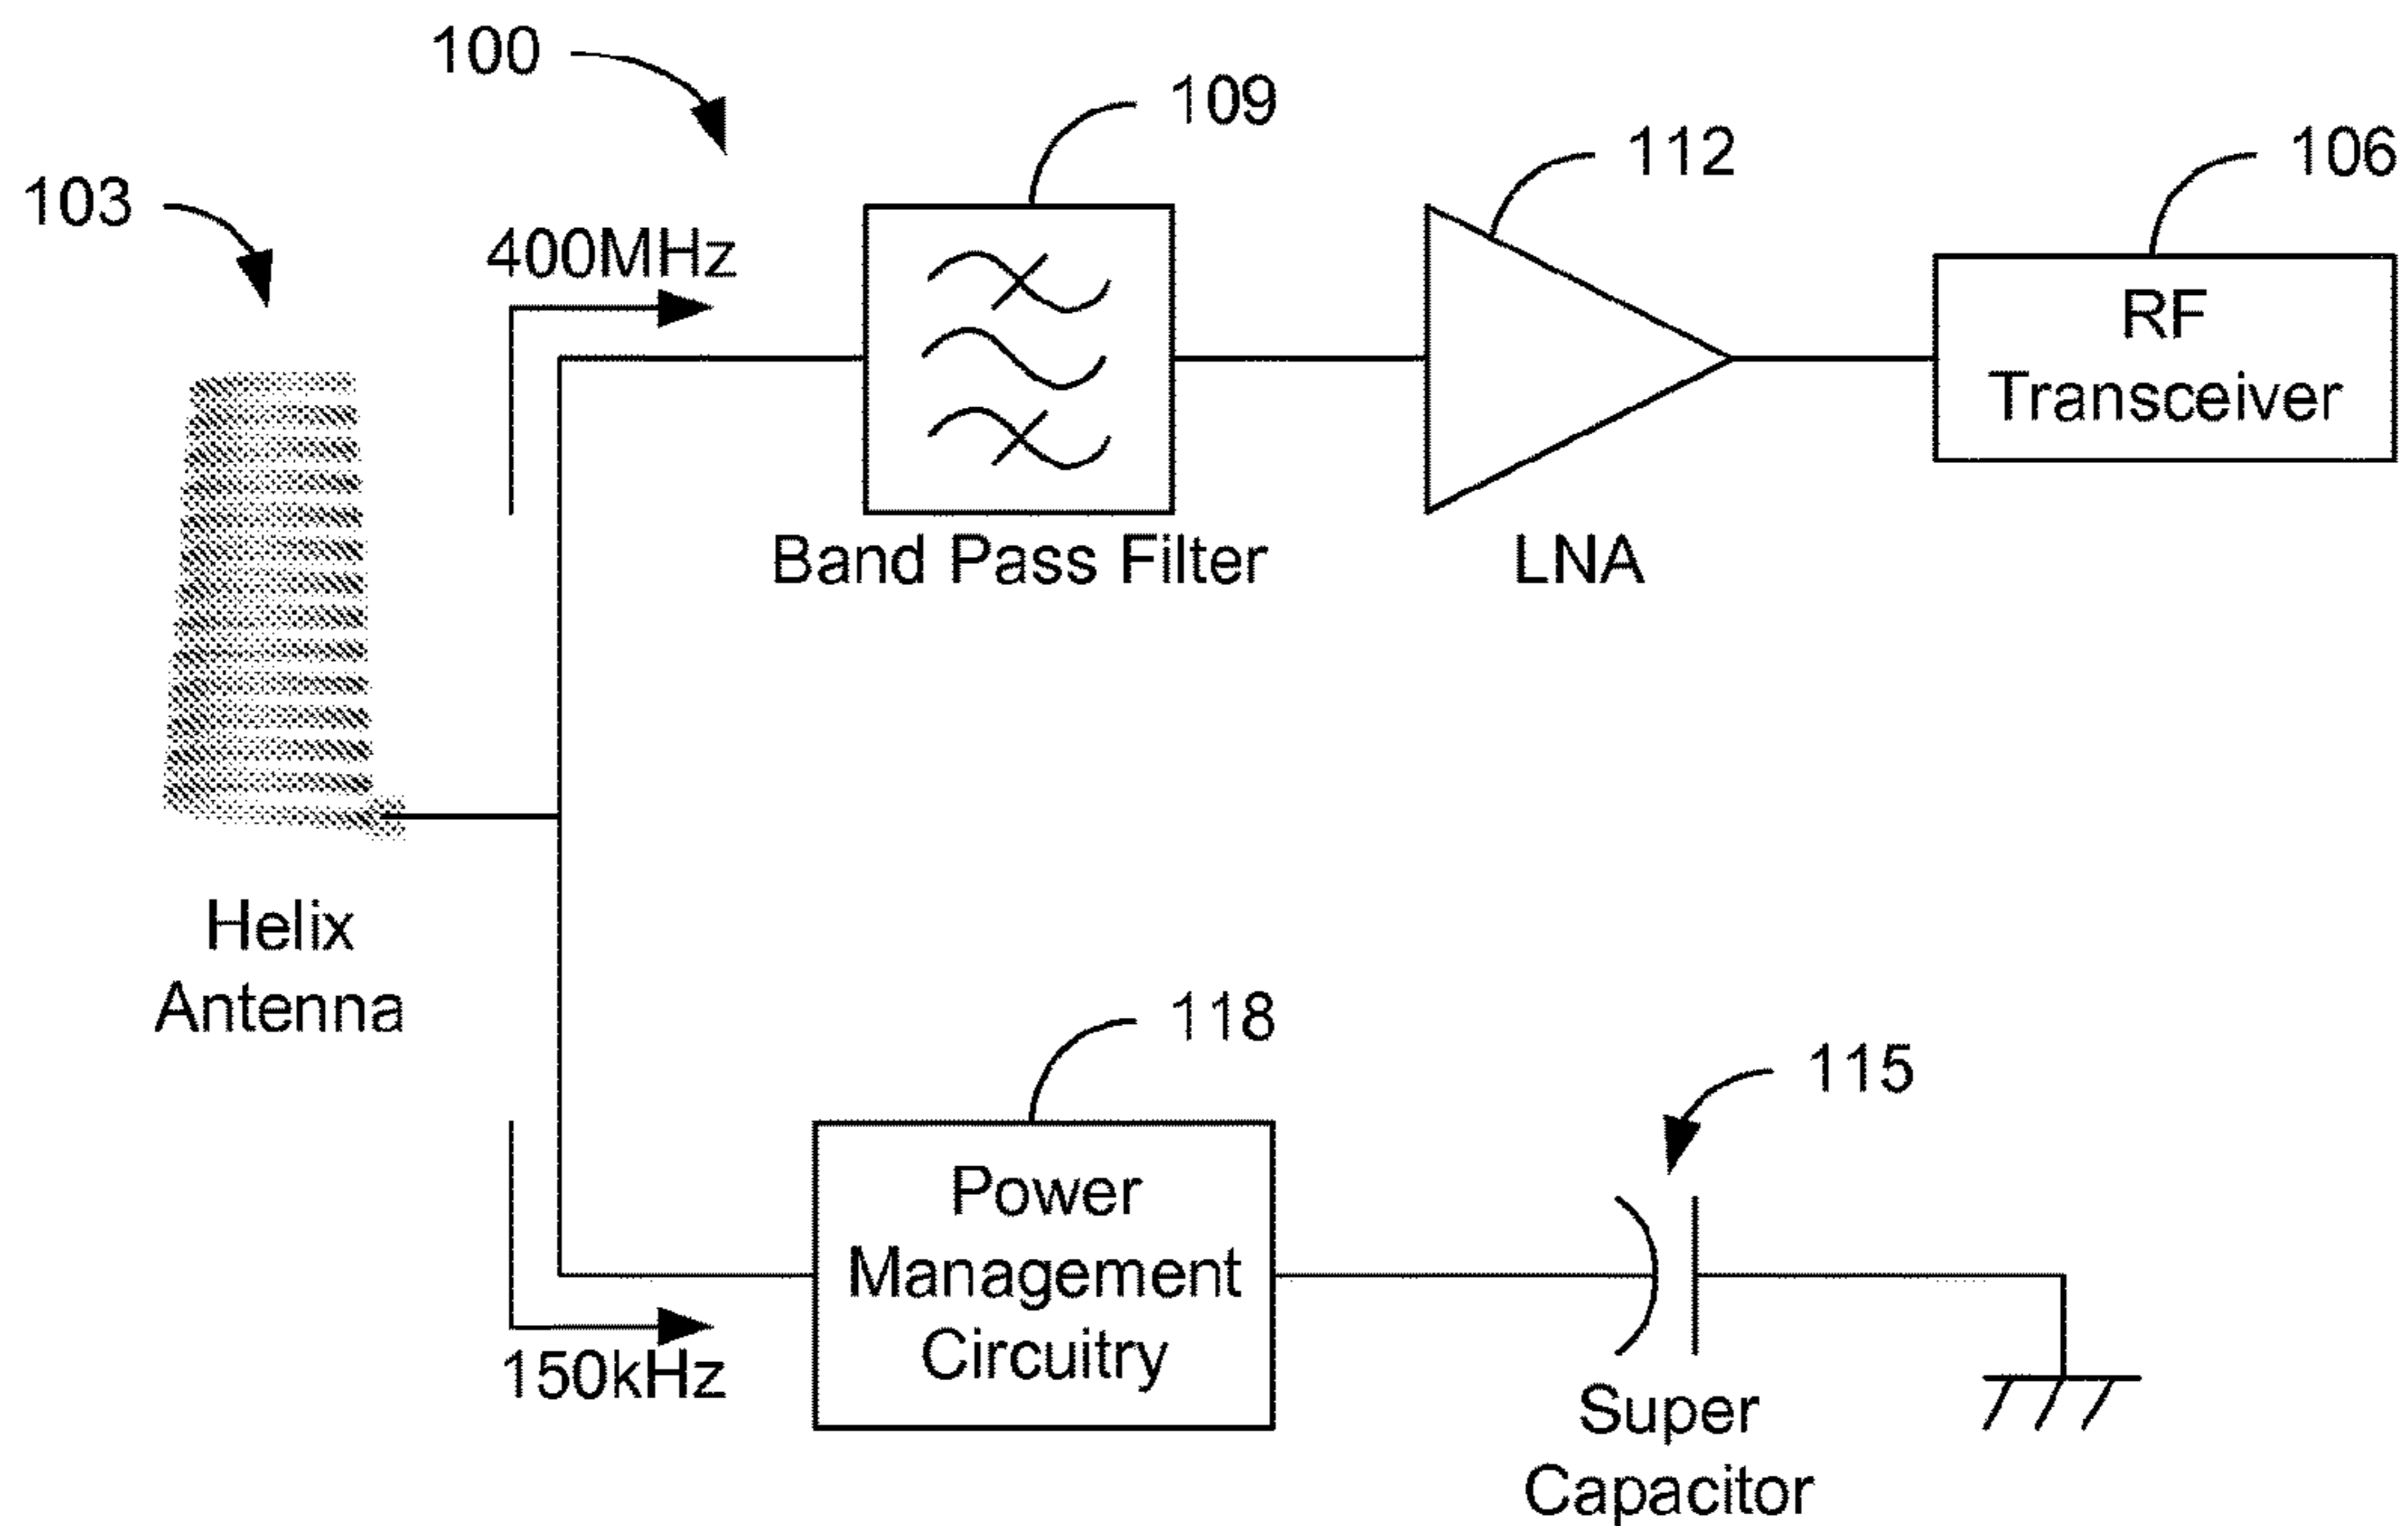 100
109
112
106
103
400MHz
RF
Transceiver
Band Pass Filter
LNA
Helix
Antenna
118
115
Power
Management
Circuitry
150kHz
Super
Capacitor